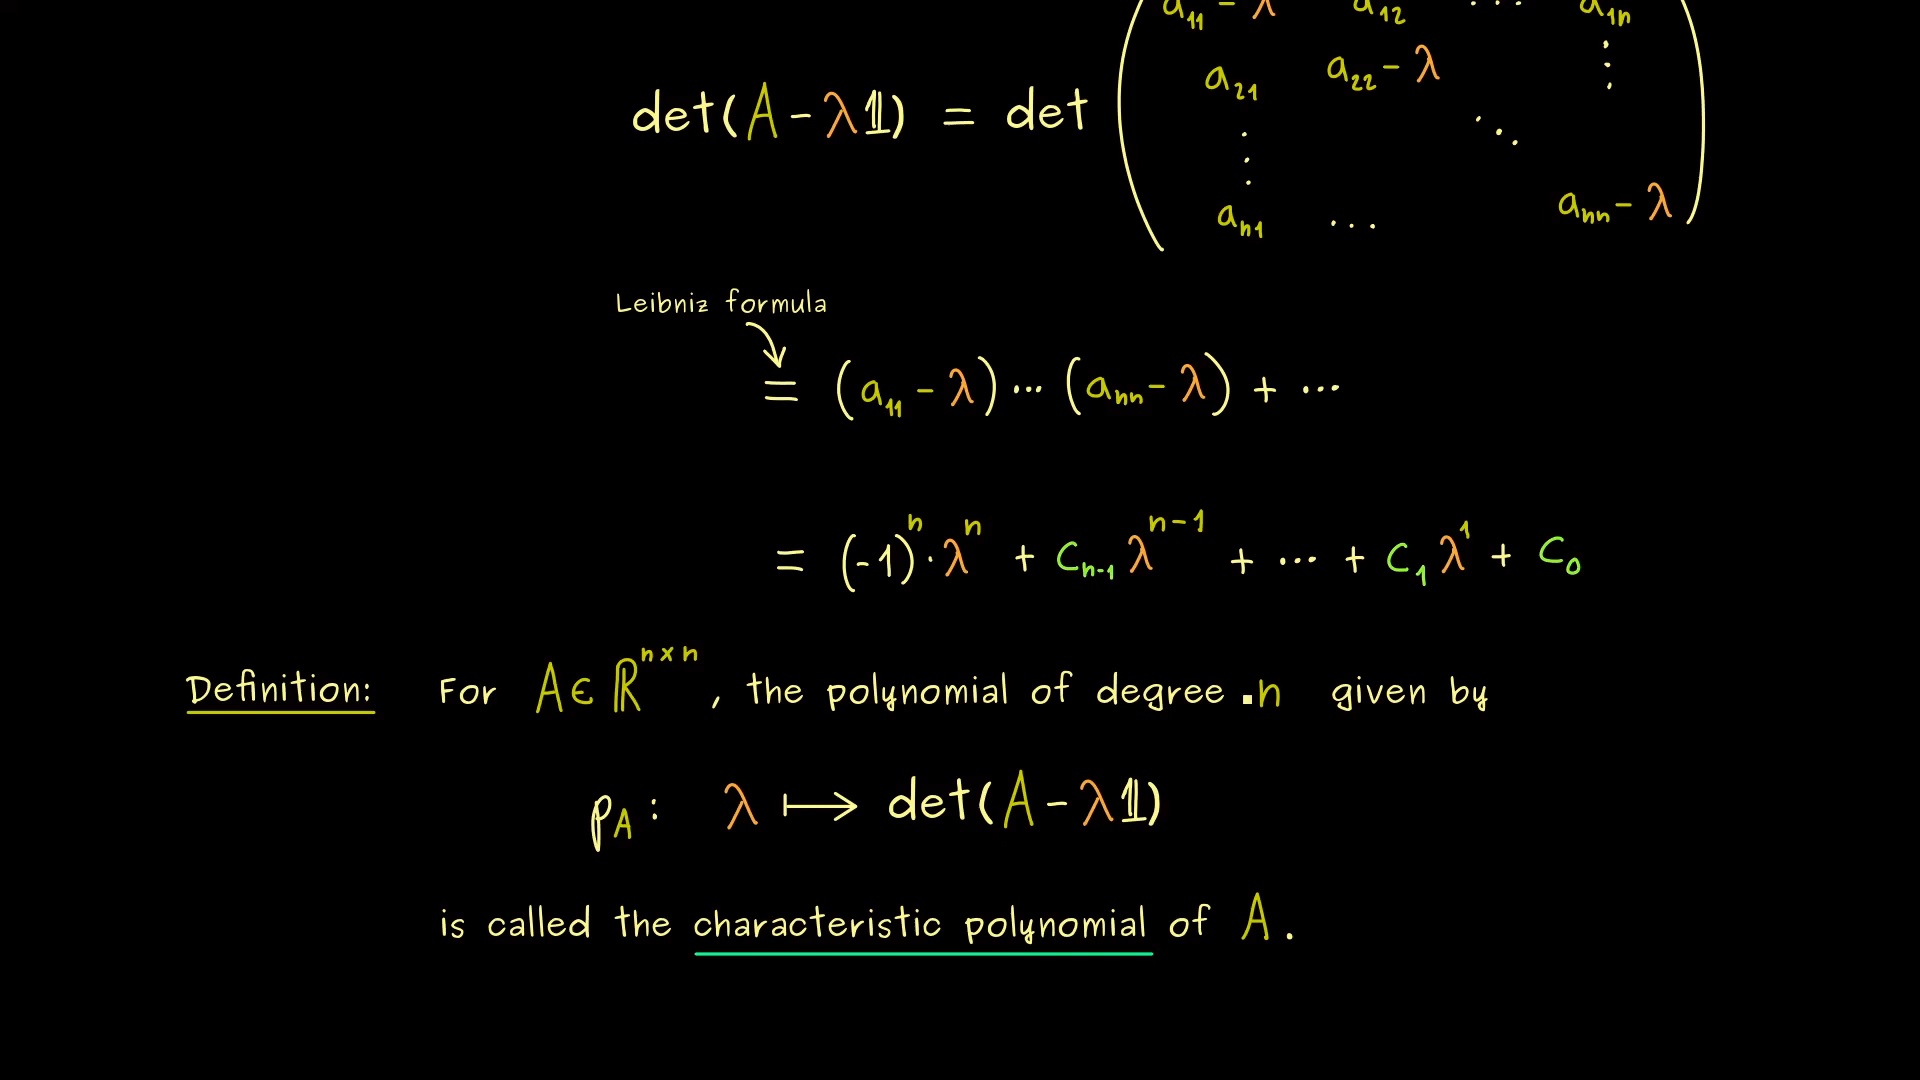 a₁₁ - λ a₁₂ ··· a₁ₙ
a₂₁ a₂₂ - λ ⋮
det(A - λ𝟙) = det
⋮ ⋱
aₙ₁ ··· aₙₙ - λ
Leibniz formula
= (a₁₁ - λ) ··· (aₙₙ - λ) + ···
= (-1)ⁿ · λⁿ + cₙ₋₁ λⁿ⁻¹ + ··· + c₁ λ¹ + c₀
Definition: For A ∈ ℝⁿˣⁿ, the polynomial of degree n given by
p_A : λ ↦ det(A - λ𝟙)
is called the characteristic polynomial of A.